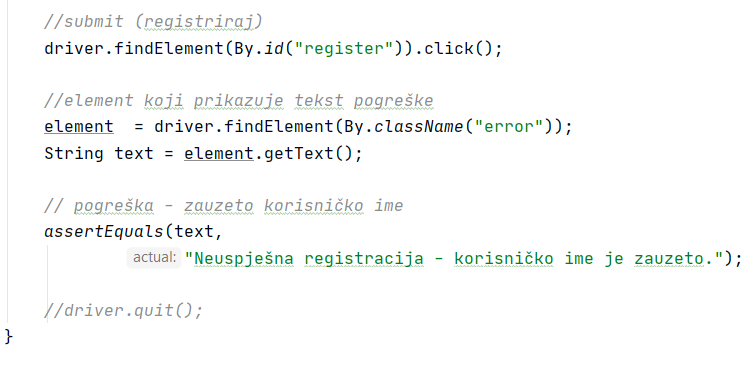 //submit (registriraj)
driver.findElement(By.id("register")).click();
//element koji prikazuje tekst pogreške
element  = driver.findElement(By.className("error"));
String text = element.getText();
// pogreška - zauzeto korisničko ime
assertEquals(text,
actual: "Neuspješna registracija - korisničko ime je zauzeto.");
//driver.quit();
}